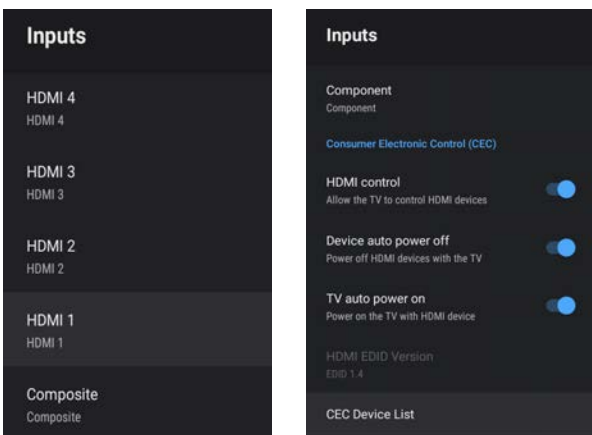 Inputs
HDMI 4
HDMI 4
HDMI 3
HDMI 3
HDMI 2
HDMI 2
HDMI 1
HDMI 1
Composite
Composite
Inputs
Component
Component
Consumer Electronic Control (CEC)
HDMI control
Allow the TV to control HDMI devices
Device auto power off
Power off HDMI devices with the TV
TV auto power on
Power on the TV with HDMI device
HDMI EDID Version
EDID 1.4
CEC Device List